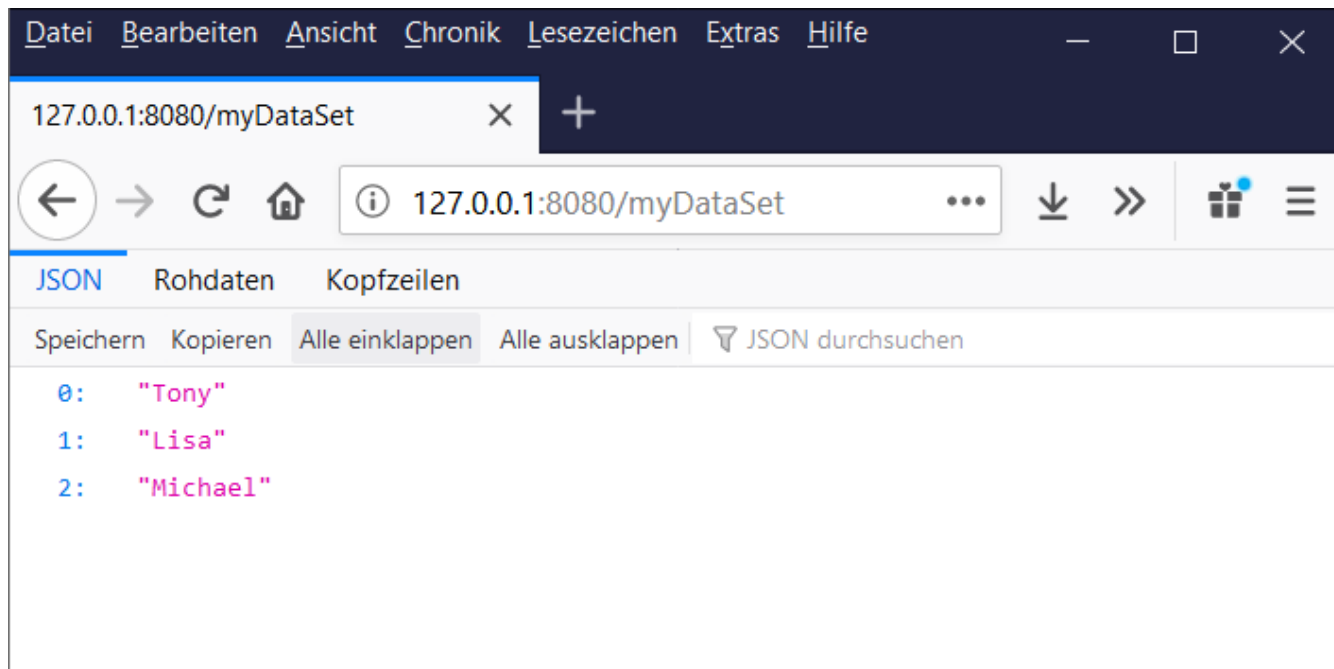 Datei Bearbeiten Ansicht Chronik Lesezeichen Extras Hilfe
127.0.0.1:8080/myDataSet
127.0.0.1:8080/myDataSet
JSON Rohdaten Kopfzeilen
Speichern Kopieren Alle einklappen Alle ausklappen JSON durchsuchen
0: "Tony"
1: "Lisa"
2: "Michael"